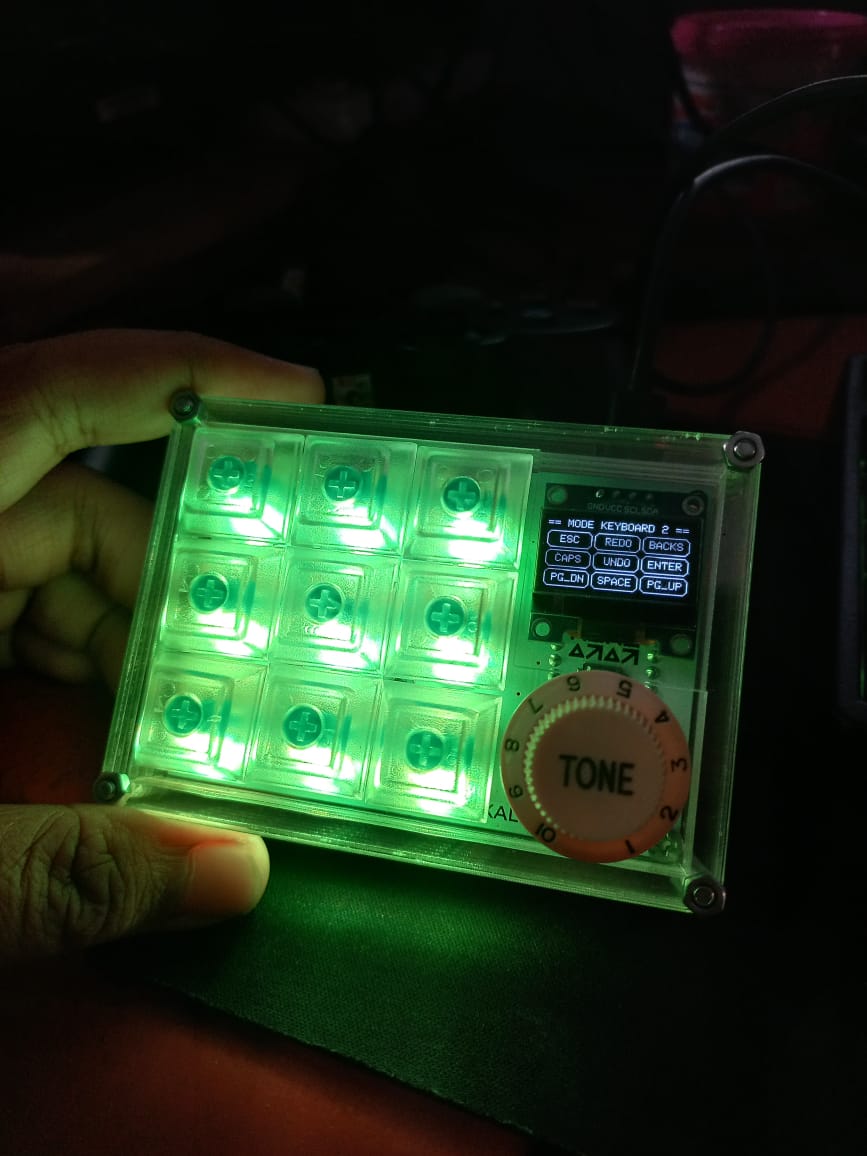 GND VCC SCL SDA
== MODE KEYBOARD 2 ==
ESC REDO BACKS
CAPS UNDO ENTER
PG_DN SPACE PG_UP
TONE
1 2 3 4 5 6 7 8 9 10
KAL